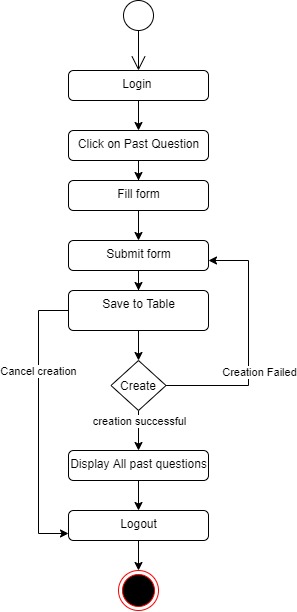 Login
Click on Past Question
Fill form
Submit form
Save to Table
Cancel creation
Creation Failed
Create
creation successful
Display All past questions
Logout